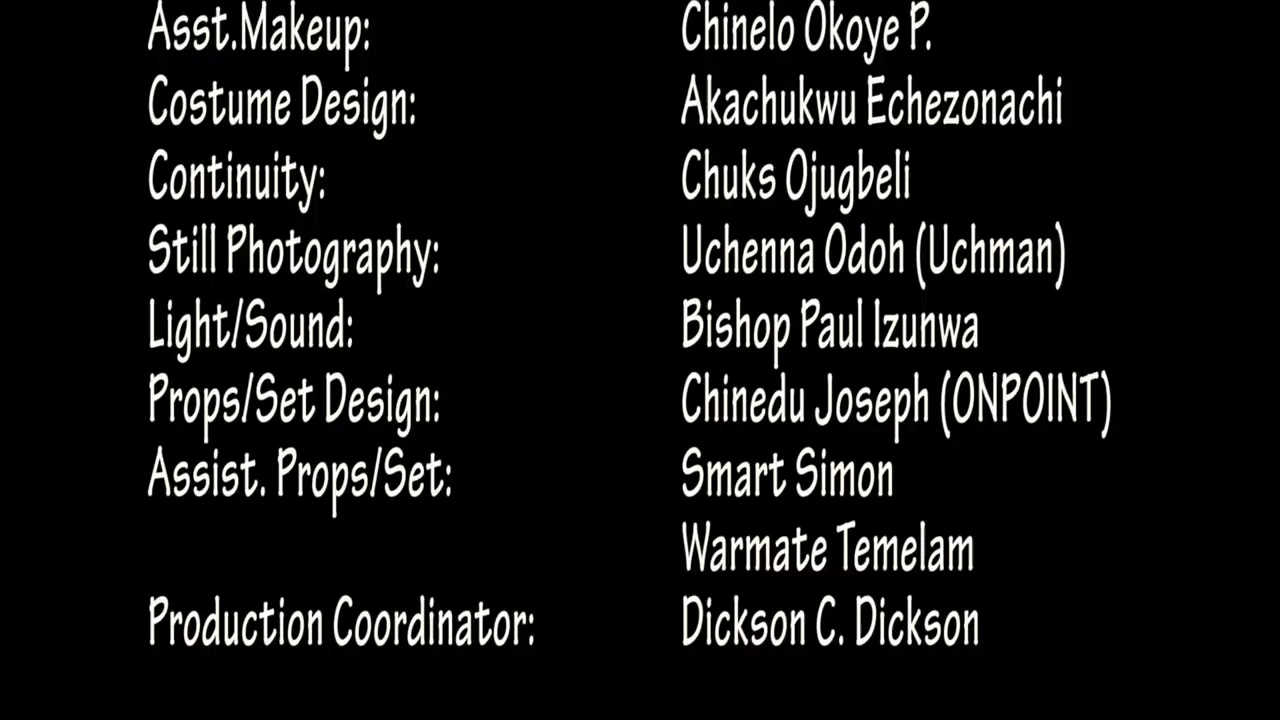 Asst.Makeup: Chinelo Okoye P.
Costume Design: Akachukwu Echezonachi
Continuity: Chuks Ojugbeli
Still Photography: Uchenna Odoh (Uchman)
Light/Sound: Bishop Paul Izunwa
Props/Set Design: Chinedu Joseph (ONPOINT)
Assist. Props/Set: Smart Simon
Warmate Temelam
Production Coordinator: Dickson C. Dickson